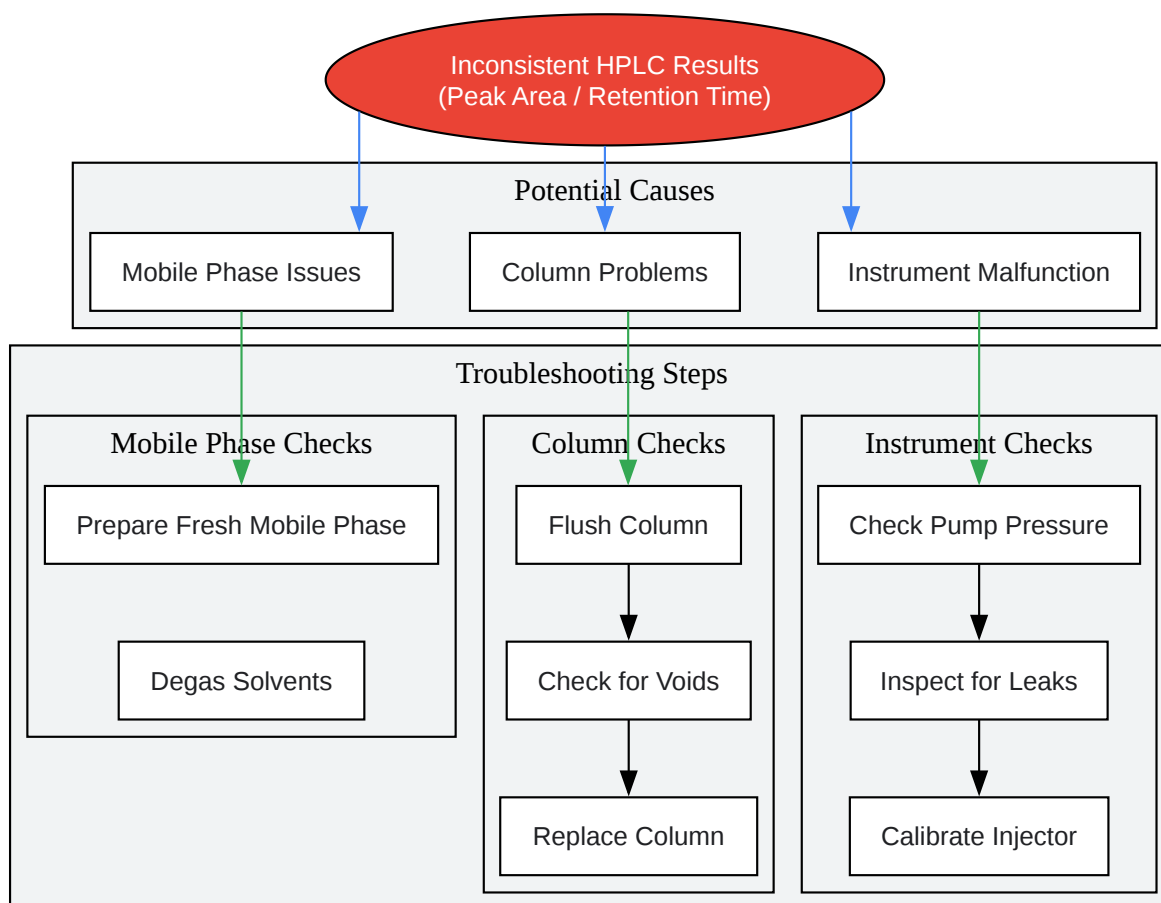 Inconsistent HPLC Results
(Peak Area / Retention Time)
Potential Causes
Mobile Phase Issues
Column Problems
Instrument Malfunction
Troubleshooting Steps
Mobile Phase Checks
Prepare Fresh Mobile Phase
Degas Solvents
Column Checks
Flush Column
Check for Voids
Replace Column
Instrument Checks
Check Pump Pressure
Inspect for Leaks
Calibrate Injector